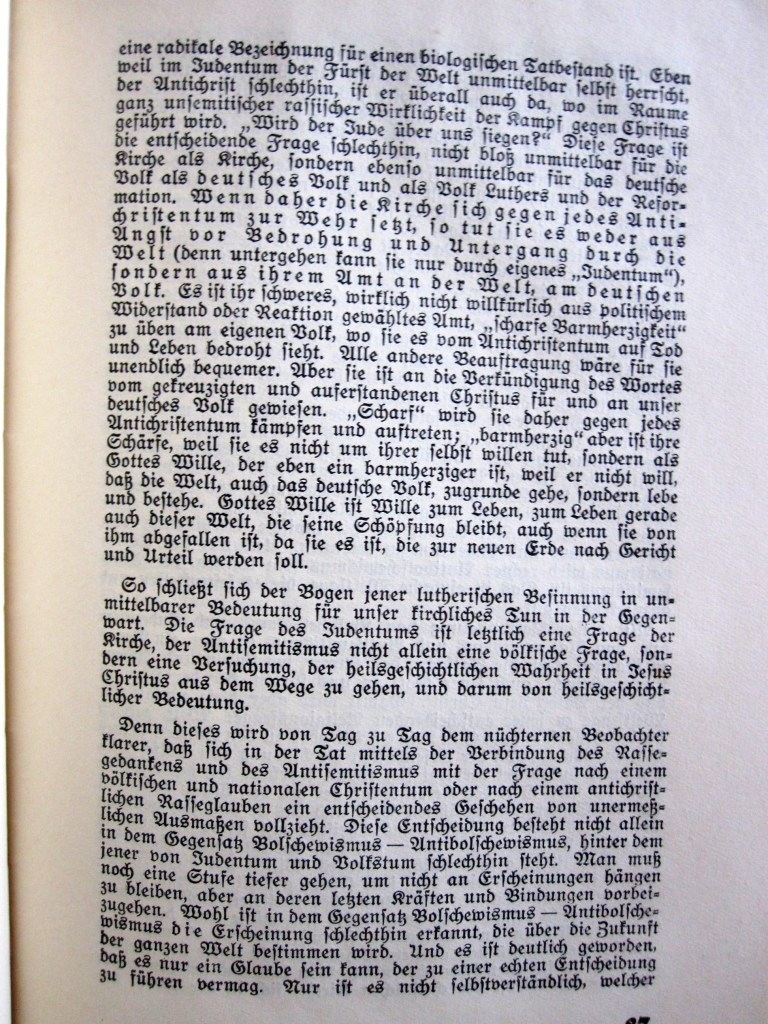 eine radikale Bezeichnung für einen biologischen Tatbestand ist. Eben
weil im Judentum der Fürst der Welt unmittelbar selbst herrscht,
der Antichrist schlechthin, ist er überall auch da, wo im Raume
ganz unsemitischer rassischer Wirklichkeit der Kampf gegen Christus
geführt wird. „Wird der Jude über uns siegen?“ Diese Frage ist
die entscheidende Frage schlechthin, nicht bloß unmittelbar für die
Kirche als Kirche, sondern ebenso unmittelbar für das deutsche
Volk als deutsches Volk und als Volk Luthers und der Refor-
mation. Wenn daher die Kirche sich gegen jedes Anti-
christentum zur Wehr setzt, so tut sie es weder aus
Angst vor Bedrohung und Untergang durch die
Welt (denn untergehen kann sie nur durch eigenes „Judentum“),
sondern aus ihrem Amt an der Welt, am deutschen
Volk. Es ist ihr schweres, wirklich nicht willkürlich aus politischem
Widerstand oder Reaktion gewähltes Amt, „scharfe Barmherzigkeit“
zu üben am eigenen Volk, wo sie es vom Antichristentum auf Tod
und Leben bedroht sieht. Alle andere Beauftragung wäre für sie
unendlich bequemer. Aber sie ist an die Verkündigung des Wortes
vom gekreuzigten und auferstandenen Christus für und an unser
deutsches Volk gewiesen. „Scharf“ wird sie daher gegen jedes
Antichristentum kämpfen und auftreten; „barmherzig“ aber ist ihre
Schärfe, weil sie es nicht um ihrer selbst willen tut, sondern als
Gottes Wille, der eben ein barmherziger ist, weil er nicht will,
daß die Welt, auch das deutsche Volk, zugrunde gehe, sondern lebe
und bestehe. Gottes Wille ist Wille zum Leben, zum Leben gerade
auch dieser Welt, die seine Schöpfung bleibt, auch wenn sie von
ihm abgefallen ist, da sie es ist, die zur neuen Erde nach Gericht
und Urteil werden soll.
So schließt sich der Bogen jener lutherischen Besinnung in un-
mittelbarer Bedeutung für unser kirchliches Tun in der Gegen-
wart. Die Frage des Judentums ist letztlich eine Frage der
Kirche, der Antisemitismus nicht allein eine völkische Frage, son-
dern eine Versuchung, der heilsgeschichtlichen Wahrheit in Jesus
Christus aus dem Wege zu gehen, und darum von heilsgeschicht-
licher Bedeutung.
Denn dieses wird von Tag zu Tag dem nüchternen Beobachter
klarer, daß sich in der Tat mittels der Verbindung des Rasse-
gedankens und des Antisemitismus mit der Frage nach einem
völkischen und nationalen Christentum oder nach einem antichrist-
lichen Rasseglauben ein entscheidendes Geschehen von unermeß-
lichen Ausmaßen vollzieht. Diese Entscheidung besteht nicht allein
in dem Gegensatz Bolschewismus — Antibolschewismus, hinter dem
jener von Judentum und Volkstum schlechthin steht. Man muß
noch eine Stufe tiefer gehen, um nicht an Erscheinungen hängen
zu bleiben, aber an deren letzten Kräften und Bindungen vorbei-
zugehen. Wohl ist in dem Gegensatz Bolschewismus — Antibolsche-
wismus die Erscheinung schlechthin erkannt, die über die Zukunft
der ganzen Welt bestimmen wird. Und es ist deutlich geworden,
daß es nur ein Glaube sein kann, der zu einer echten Entscheidung
zu führen vermag. Nur ist es nicht selbstverständlich, welcher